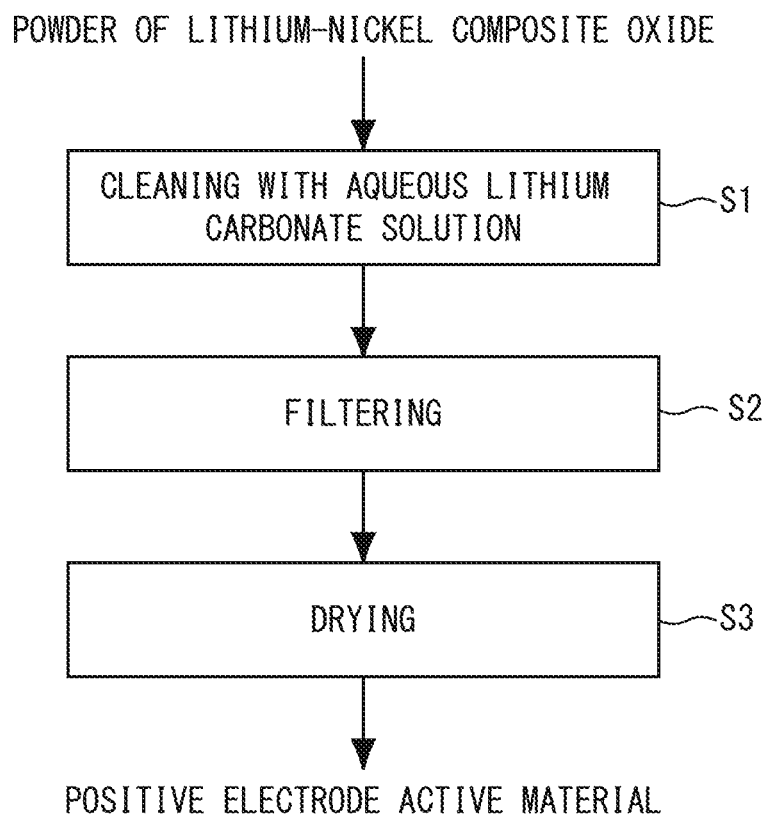 POWDER OF LITHIUM-NICKEL COMPOSITE OXIDE
CLEANING WITH AQUEOUS LITHIUM
CARBONATE SOLUTION
S1
FILTERING
S2
DRYING
S3
POSITIVE ELECTRODE ACTIVE MATERIAL